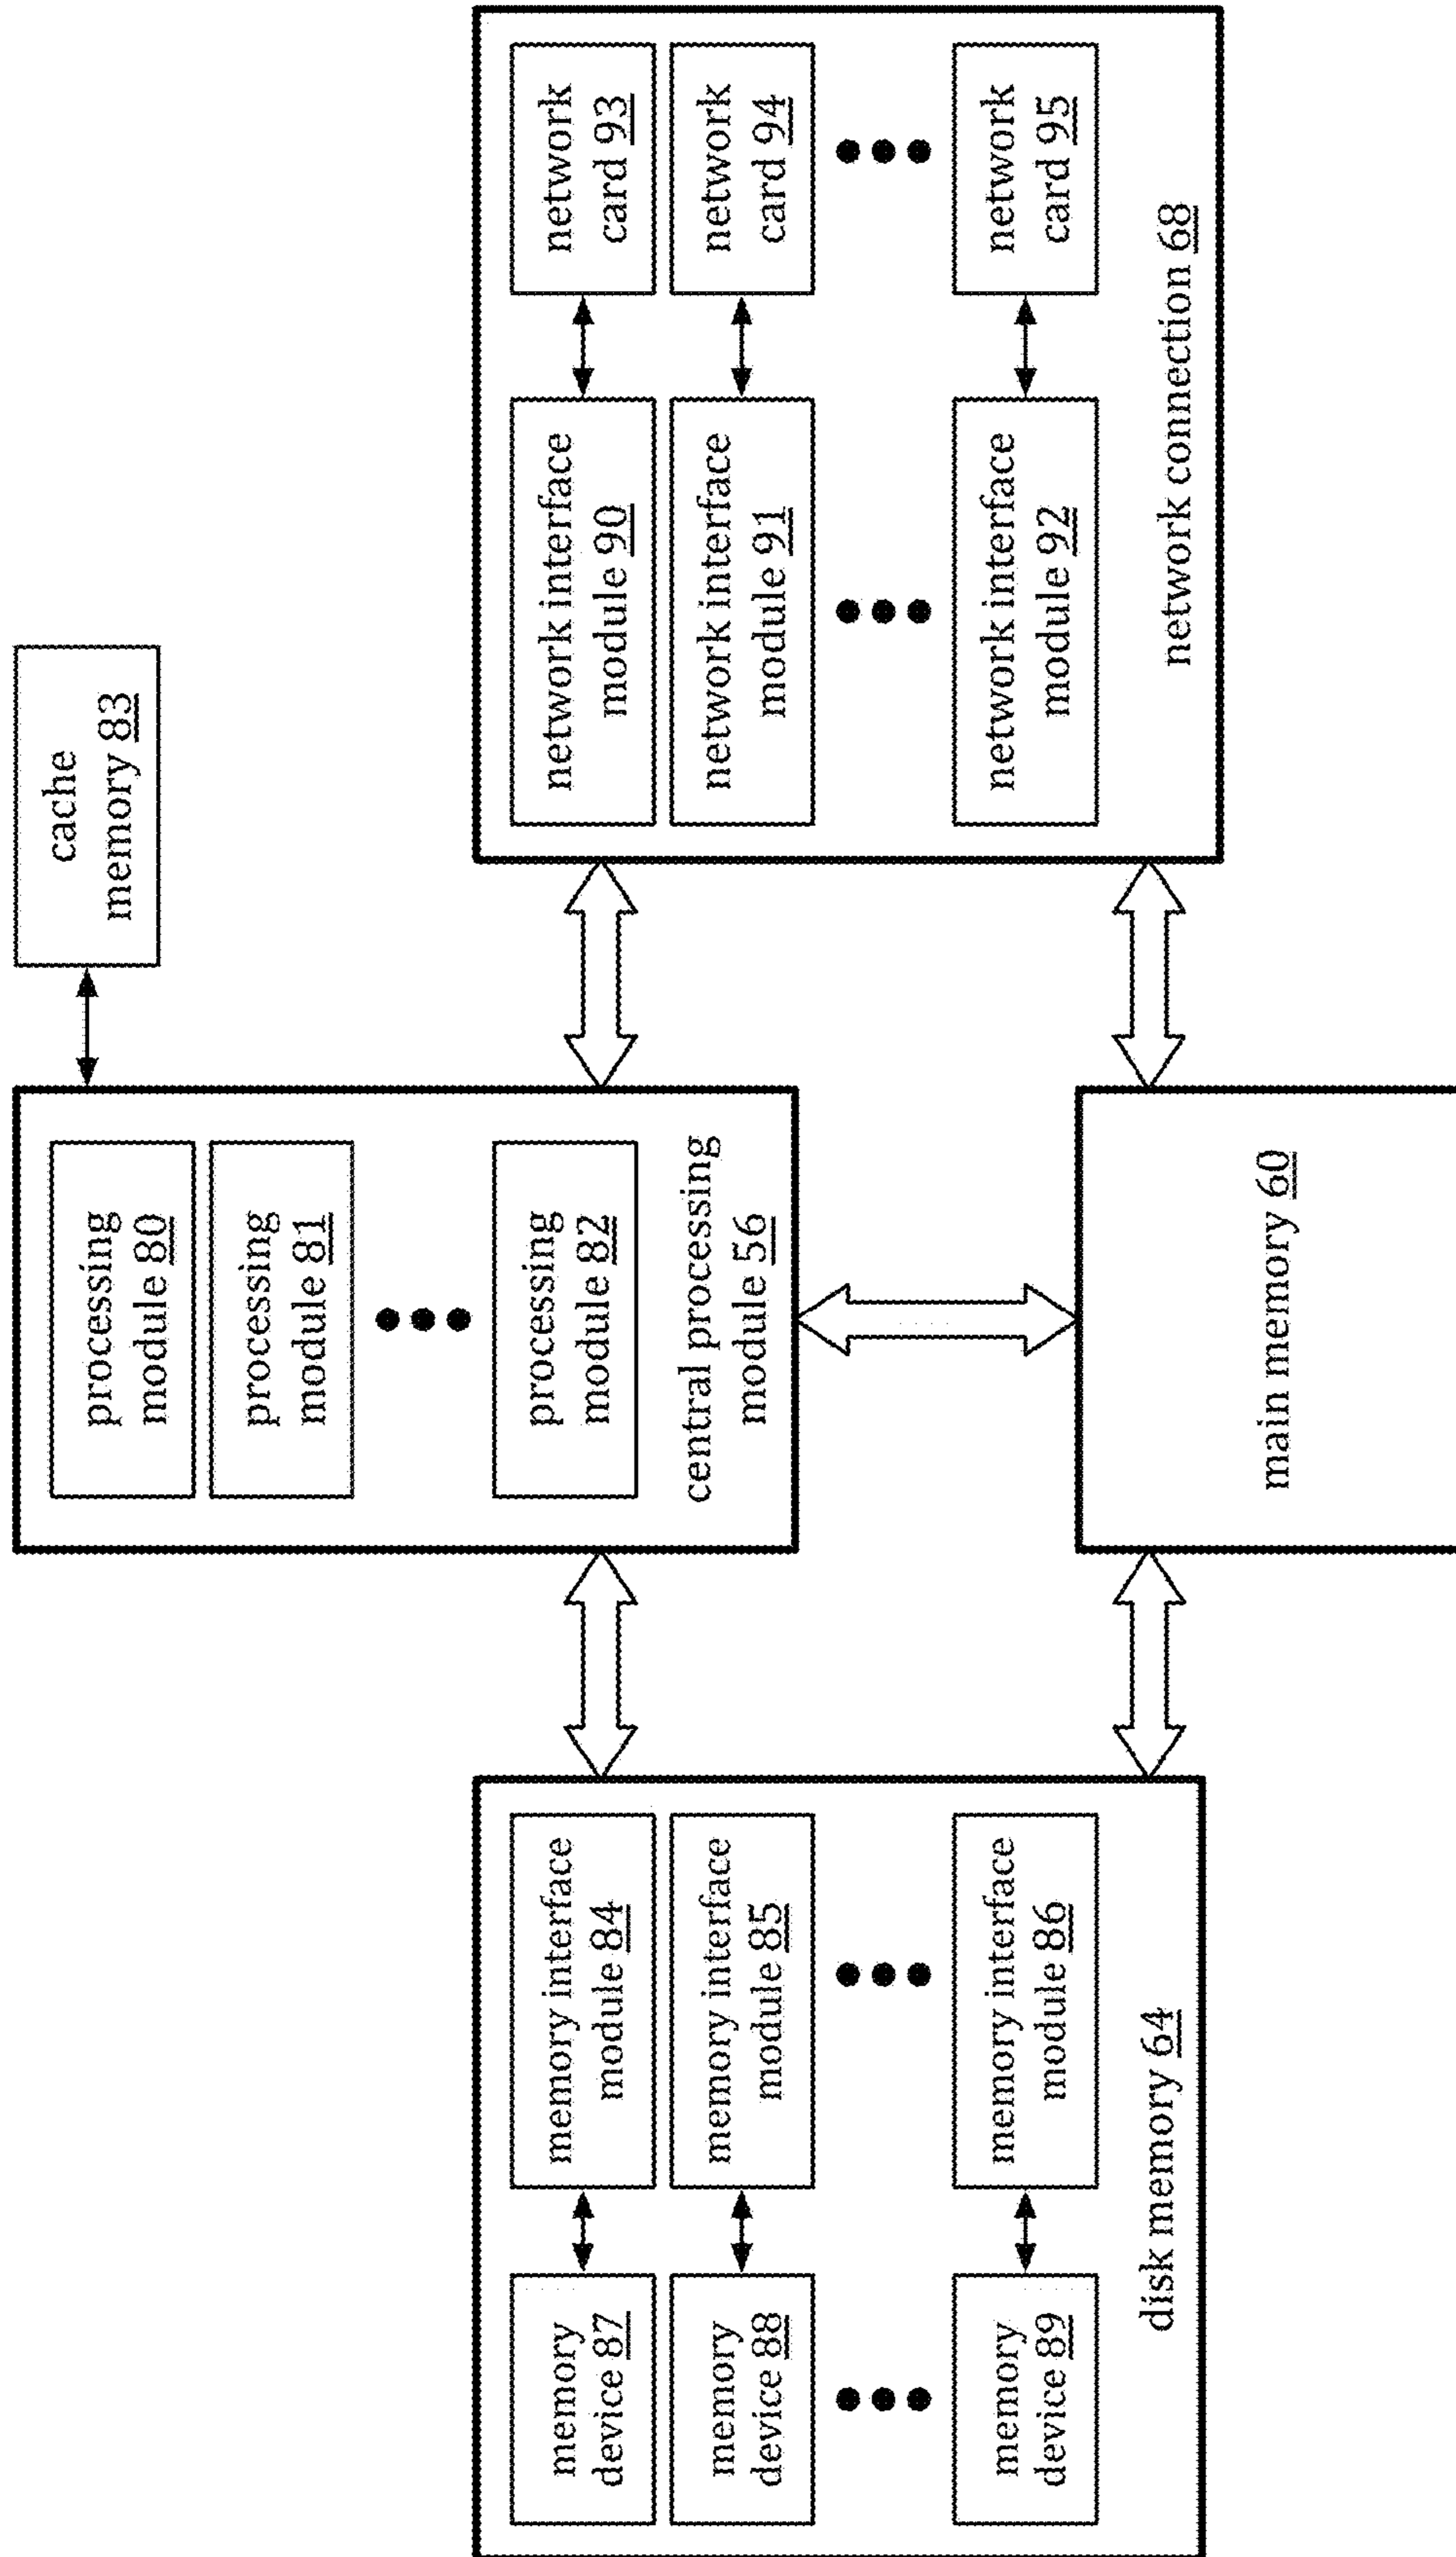 processing
module 80
processing
module 81
processing
module 82
central processing
module 56
cache
memory 83
memory
device 87
memory interface
module 84
memory
device 88
memory interface
module 85
memory
device 89
memory interface
module 86
disk memory 64
network interface
module 90
network
card 93
network interface
module 91
network
card 94
network interface
module 92
network
card 95
network connection 68
main memory 60